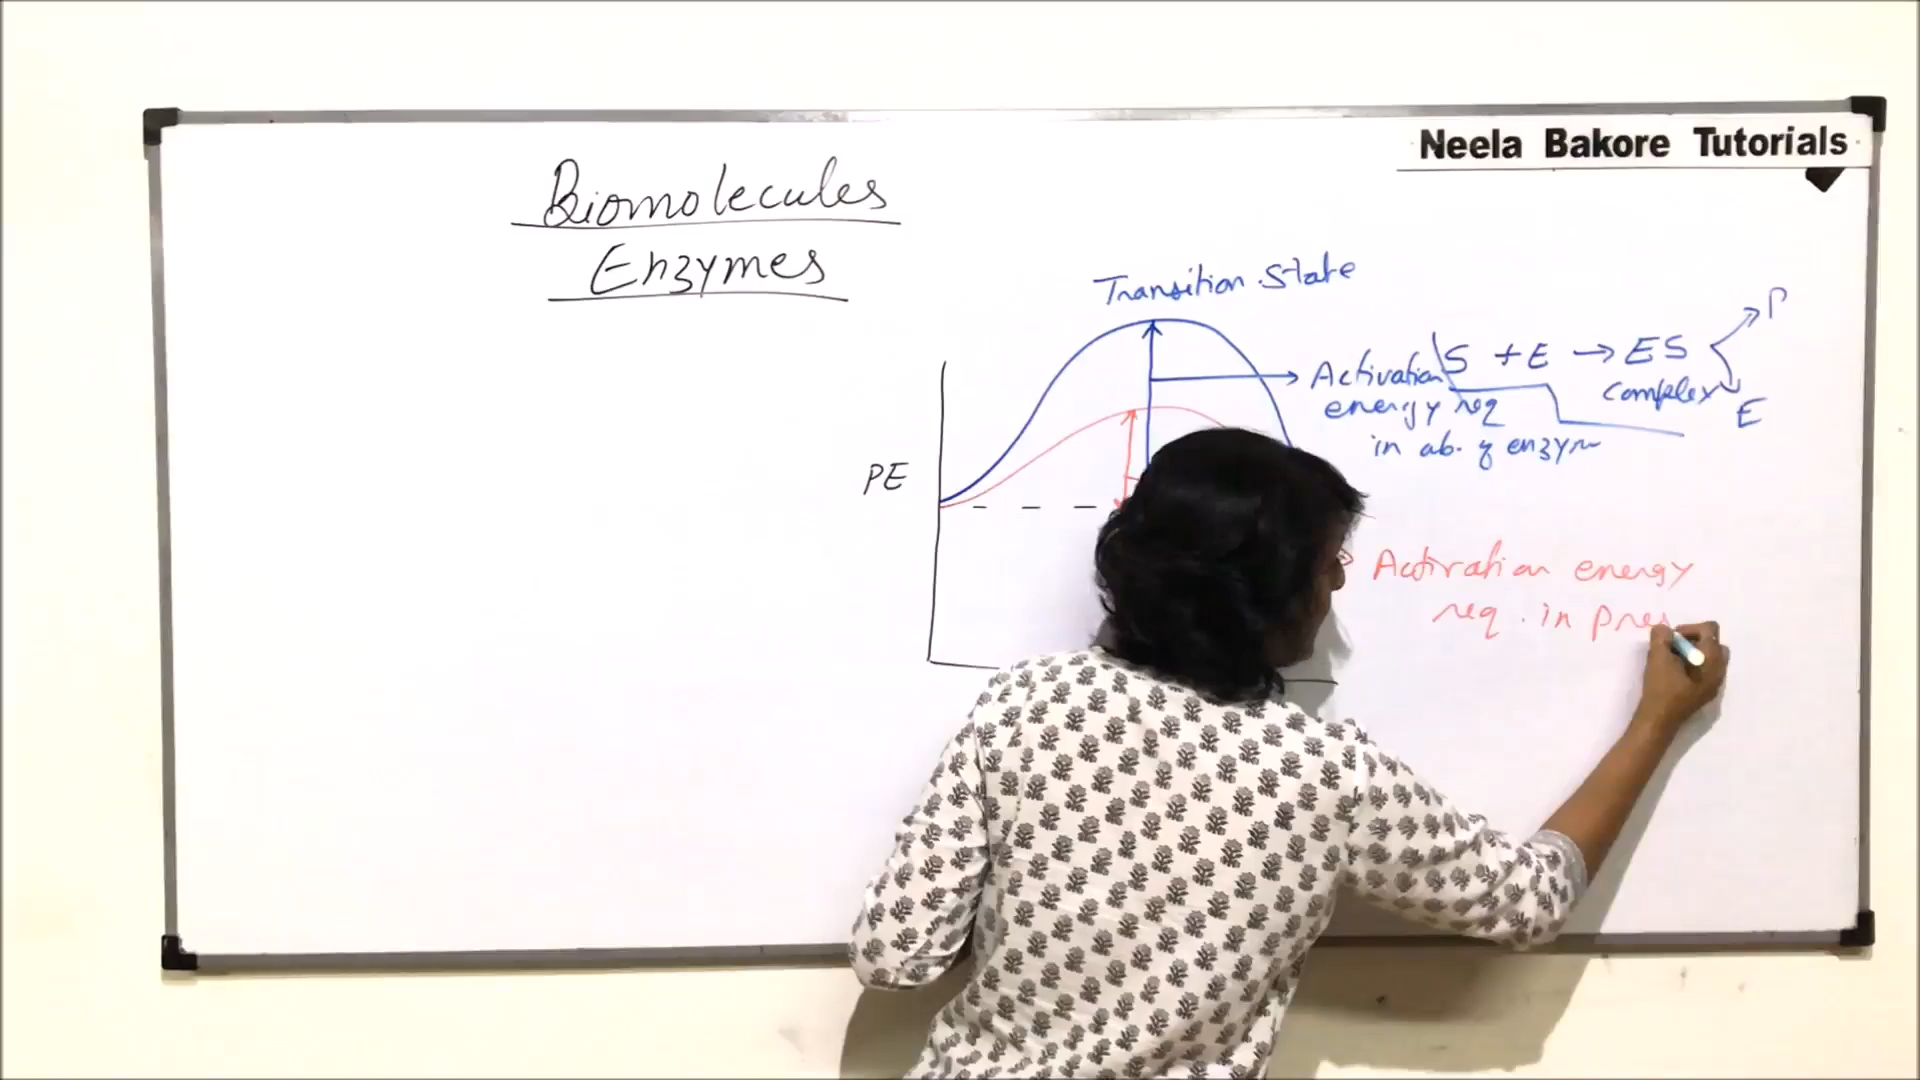 Neela Bakore Tutorials
Biomolecules
Enzymes
Transition State
S + E → ES
P
complex
E
Activation
energy req
in ab. of enzym
PE
Activation energy
req. in pres